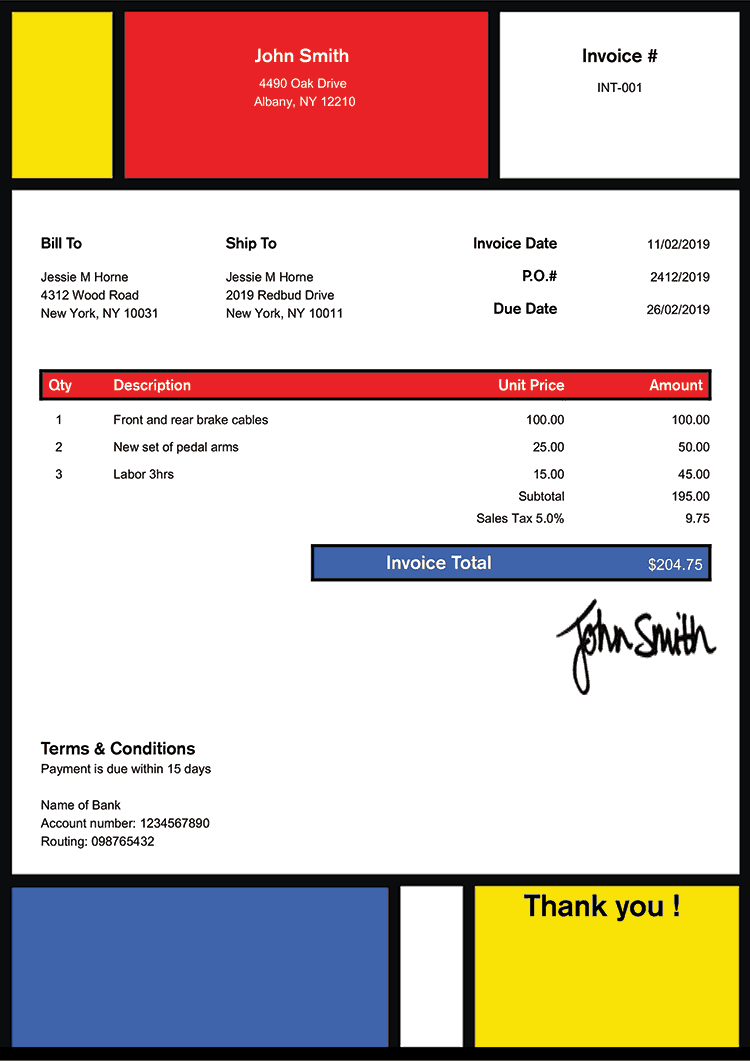 John Smith
4490 Oak Drive
Albany, NY 12210
Invoice #
INT-001
Bill To
Jessie M Horne
4312 Wood Road
New York, NY 10031
Ship To
Jessie M Horne
2019 Redbud Drive
New York, NY 10011
Invoice Date 11/02/2019
P.O.# 2412/2019
Due Date 26/02/2019
Qty Description Unit Price Amount
1 Front and rear brake cables 100.00 100.00
2 New set of pedal arms 25.00 50.00
3 Labor 3hrs 15.00 45.00
Subtotal 195.00
Sales Tax 5.0% 9.75
Invoice Total $204.75
John Smith
Terms & Conditions
Payment is due within 15 days
Name of Bank
Account number: 1234567890
Routing: 098765432
Thank you !